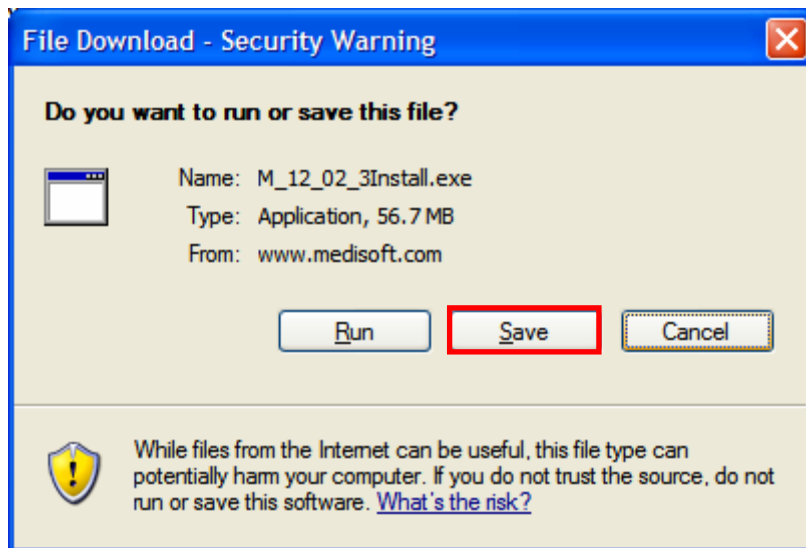 File Download - Security Warning
Do you want to run or save this file?
Name: M_12_02_3Install.exe
Type: Application, 56.7 MB
From: www.medisoft.com
Run Save Cancel
While files from the Internet can be useful, this file type can
potentially harm your computer. If you do not trust the source, do not
run or save this software. What's the risk?